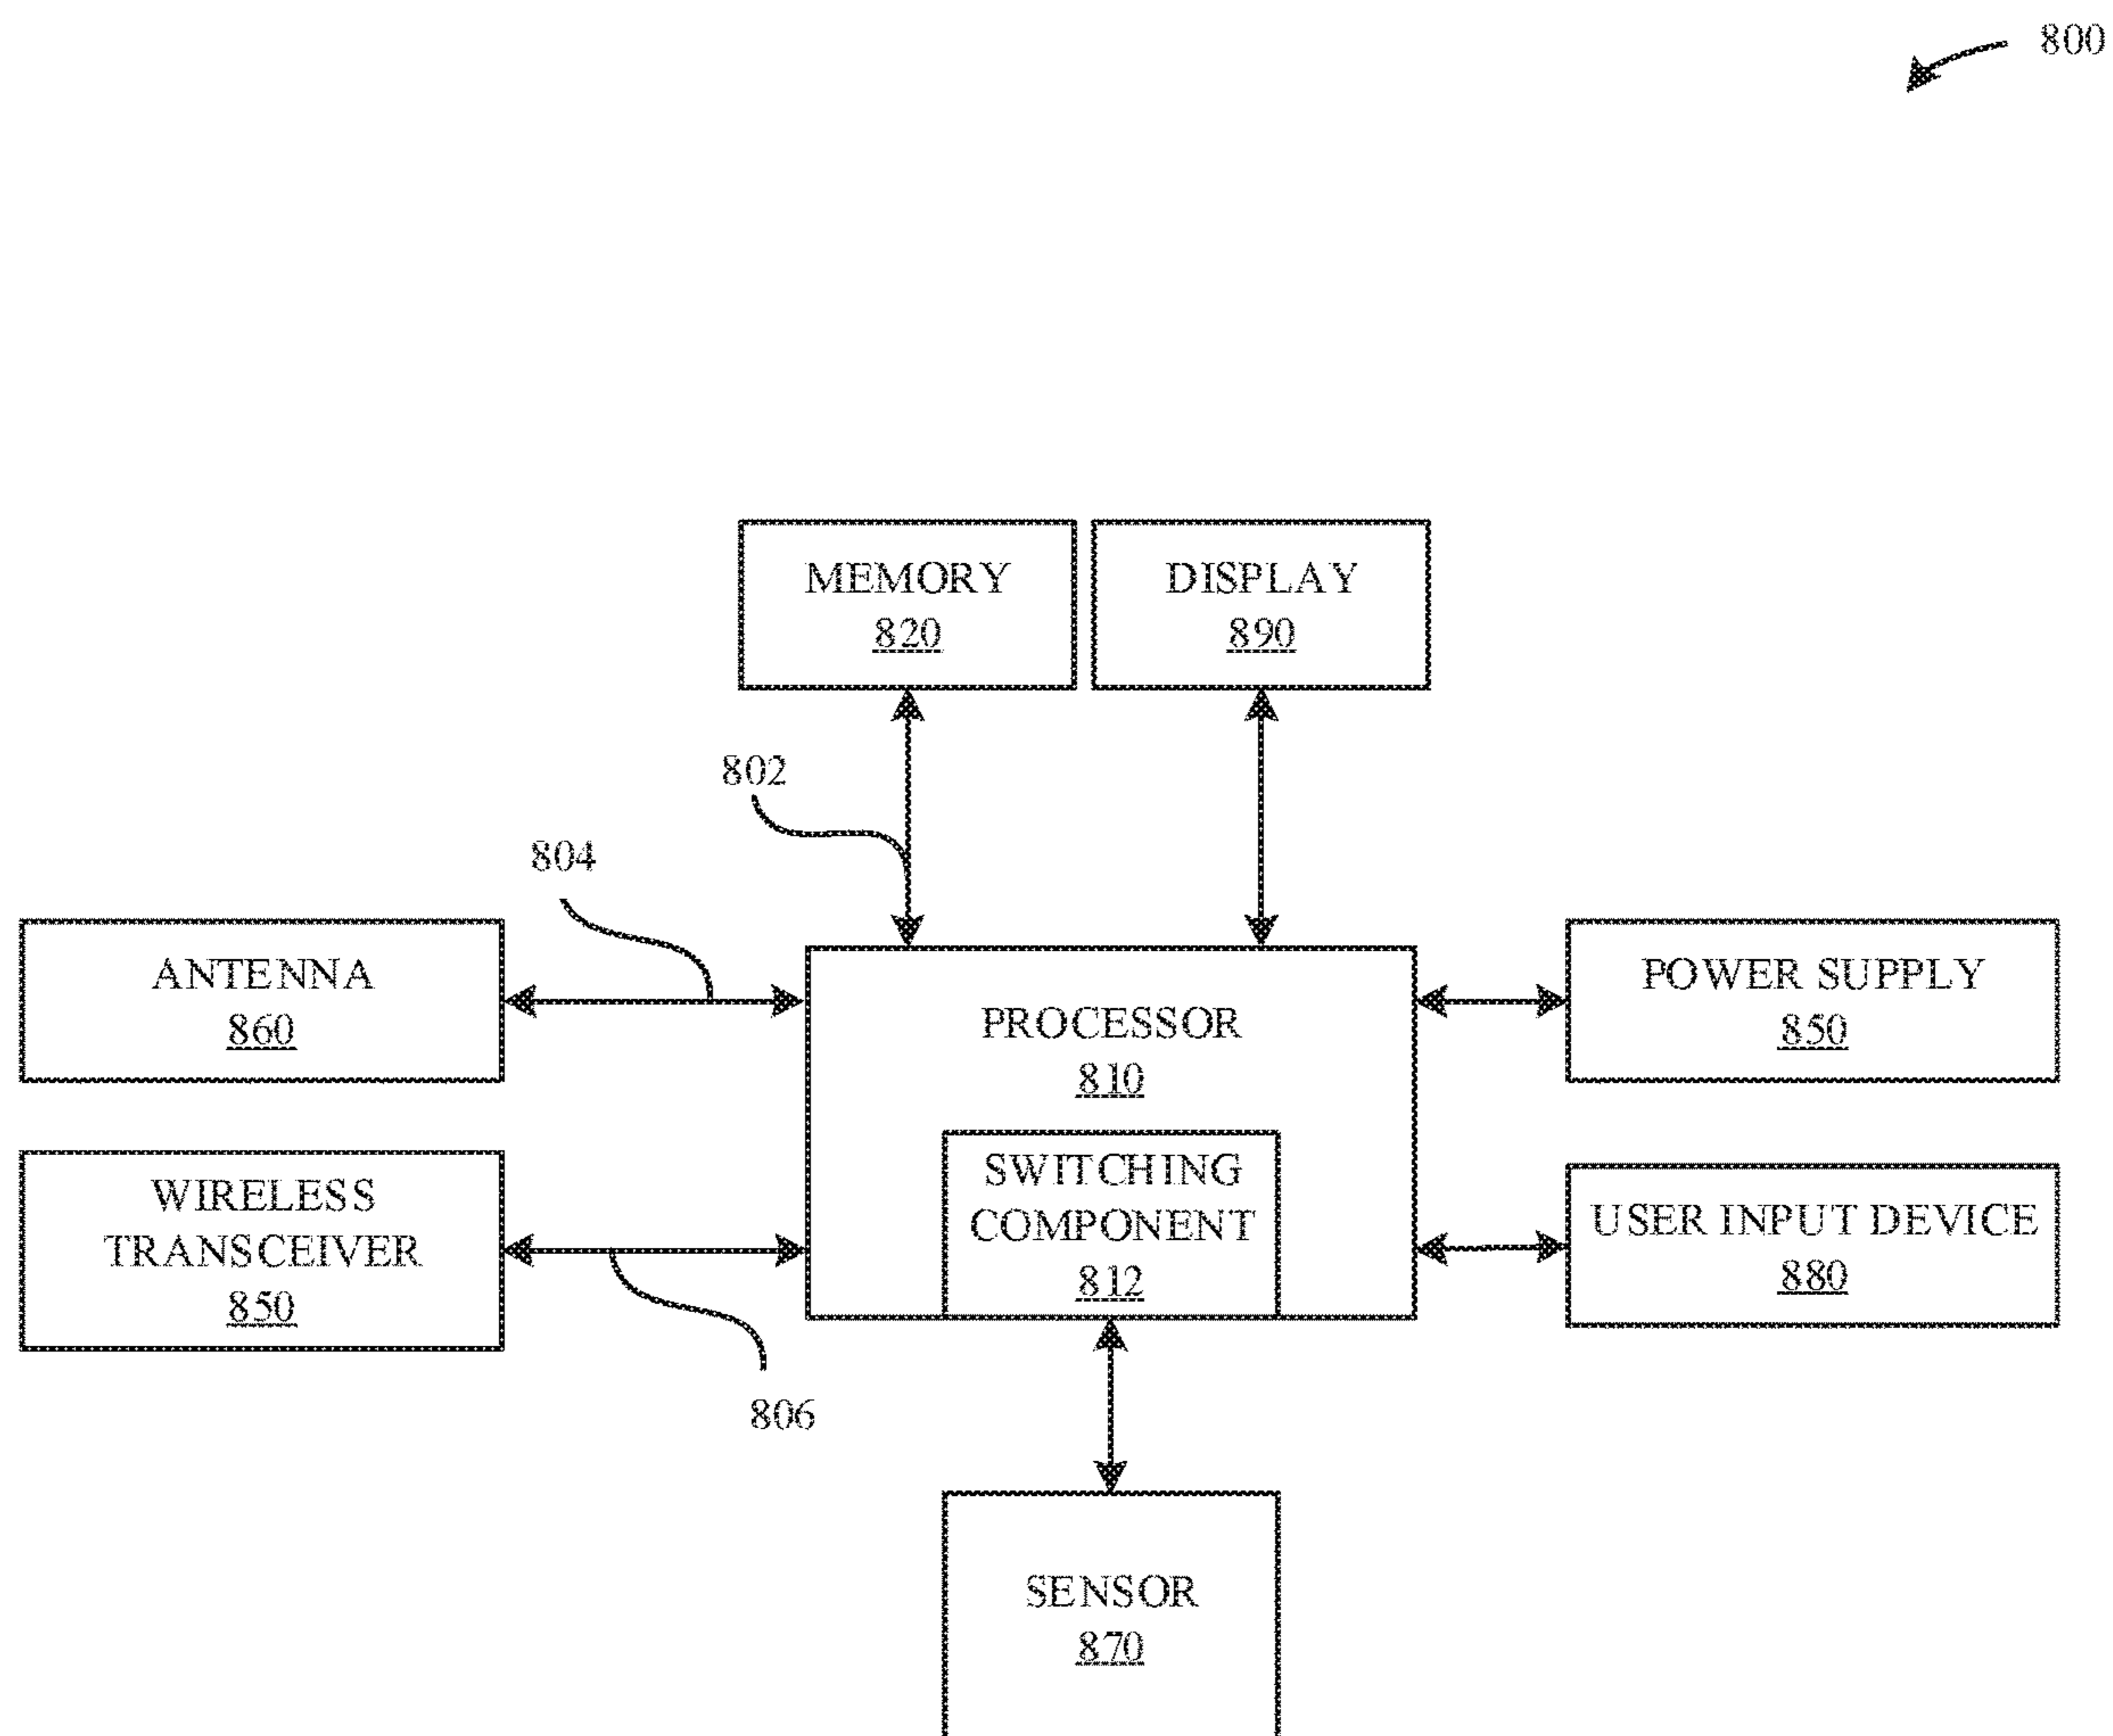 800
MEMORY
820
DISPLAY
890
802
804
ANTENNA
860
PROCESSOR
810
POWER SUPPLY
850
WIRELESS
TRANSCEIVER
850
SWITCHING
COMPONENT
812
USER INPUT DEVICE
880
806
SENSOR
870